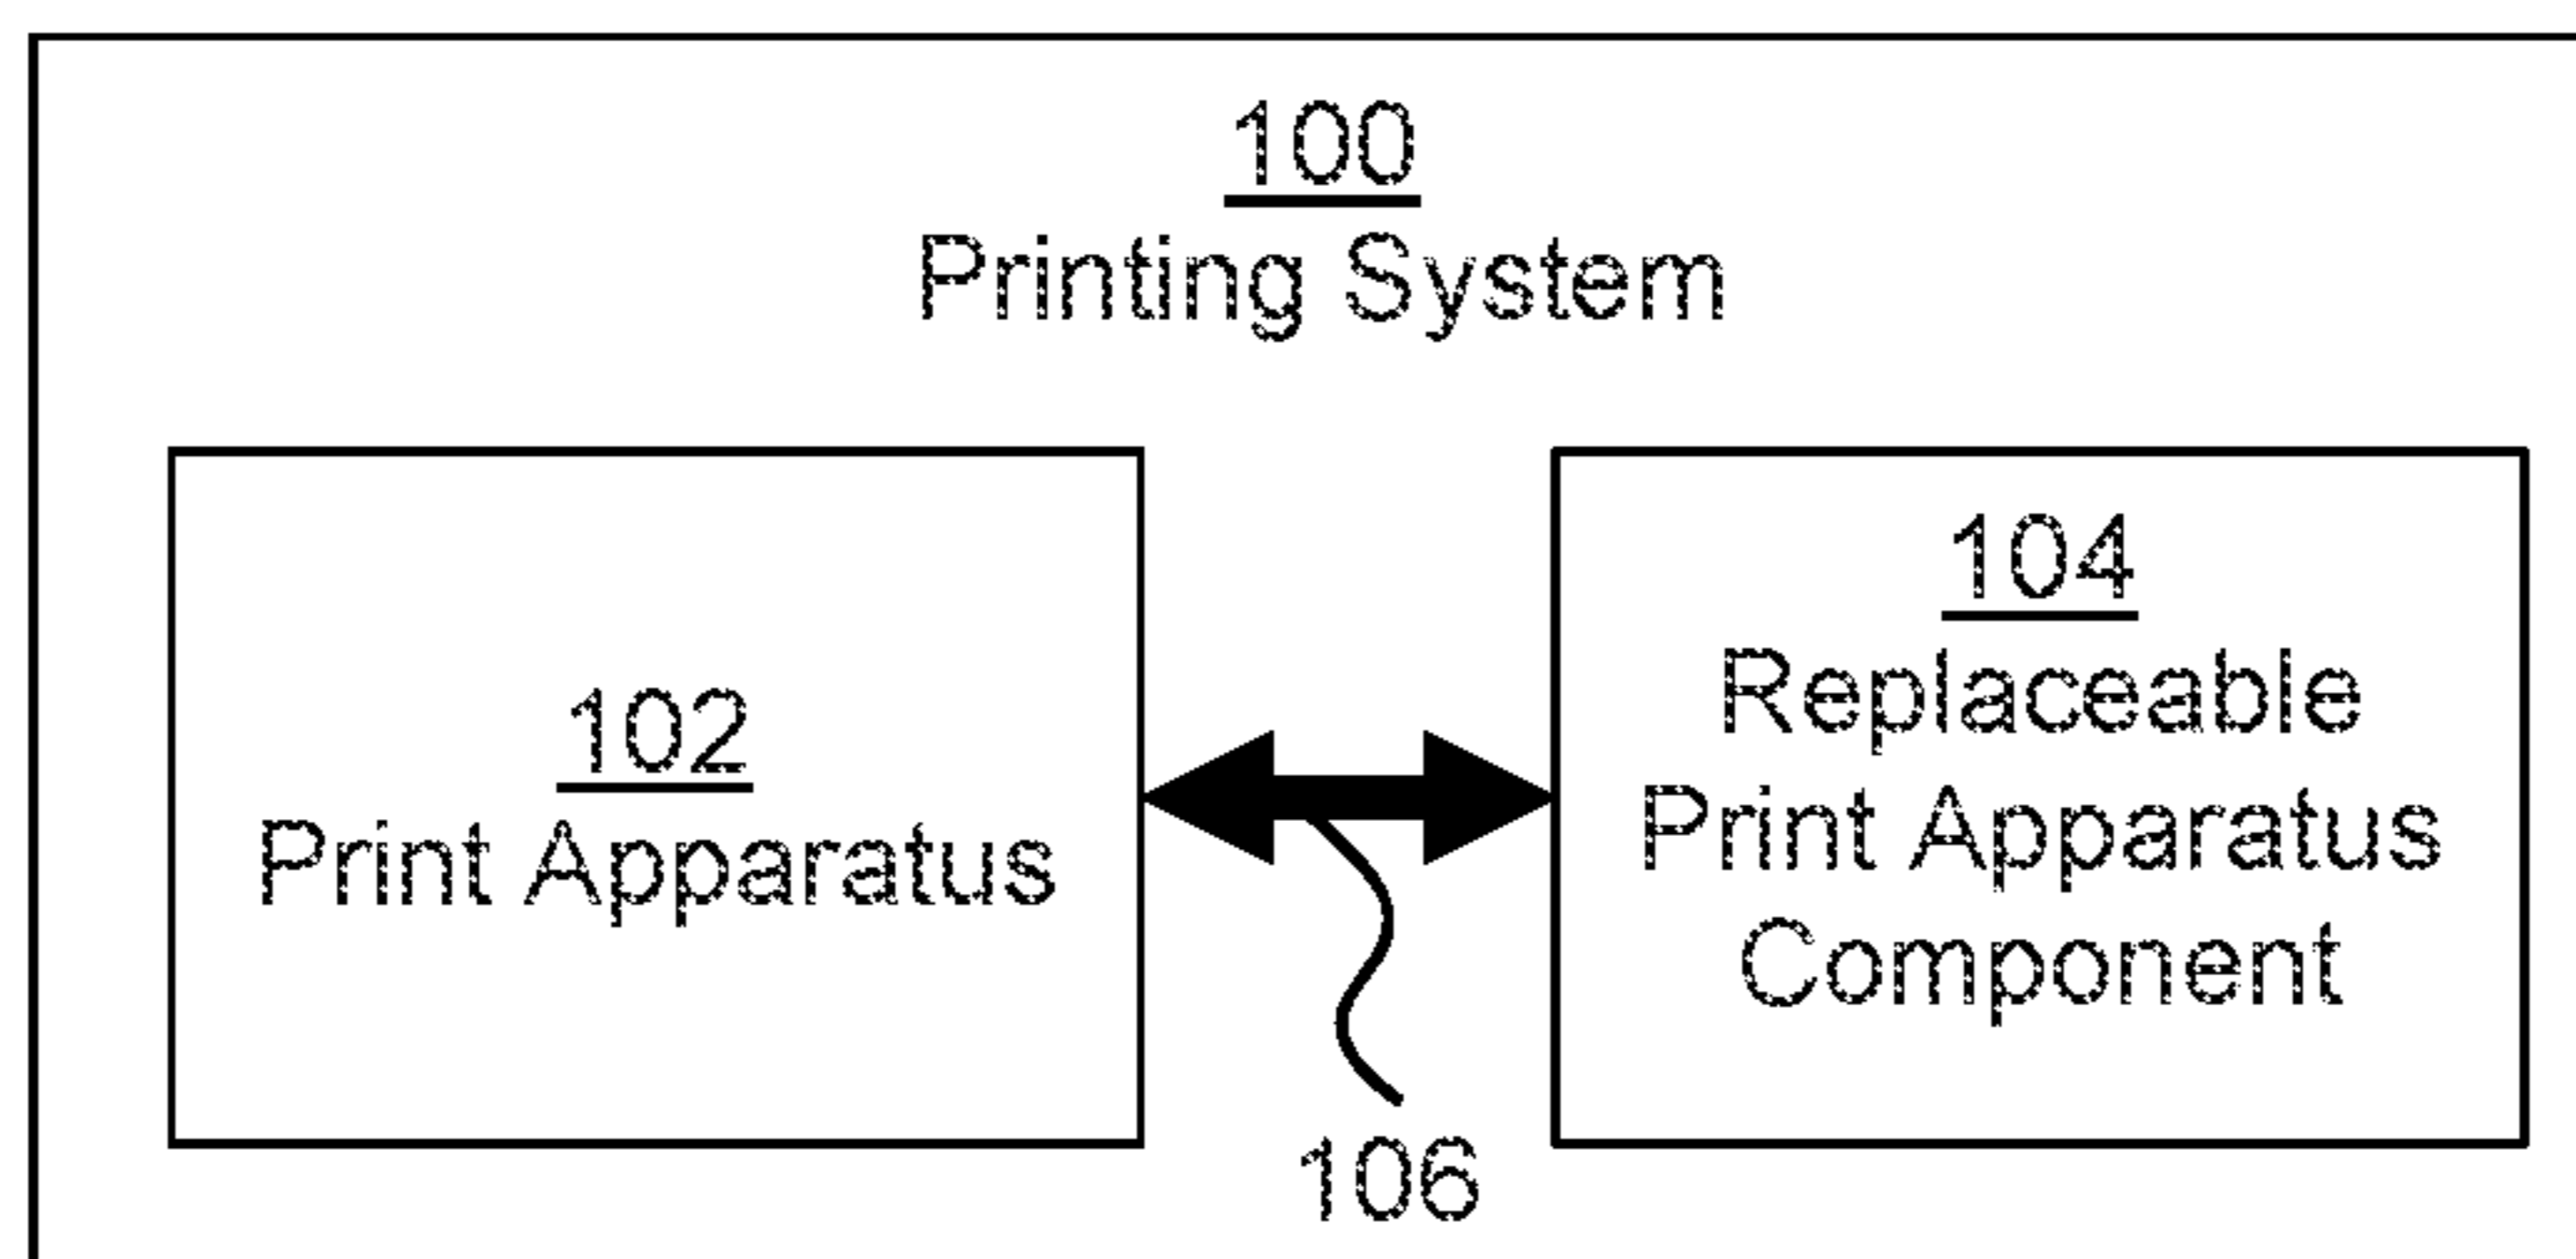 100
Printing System
102
Print Apparatus
104
Replaceable
Print Apparatus
Component
106